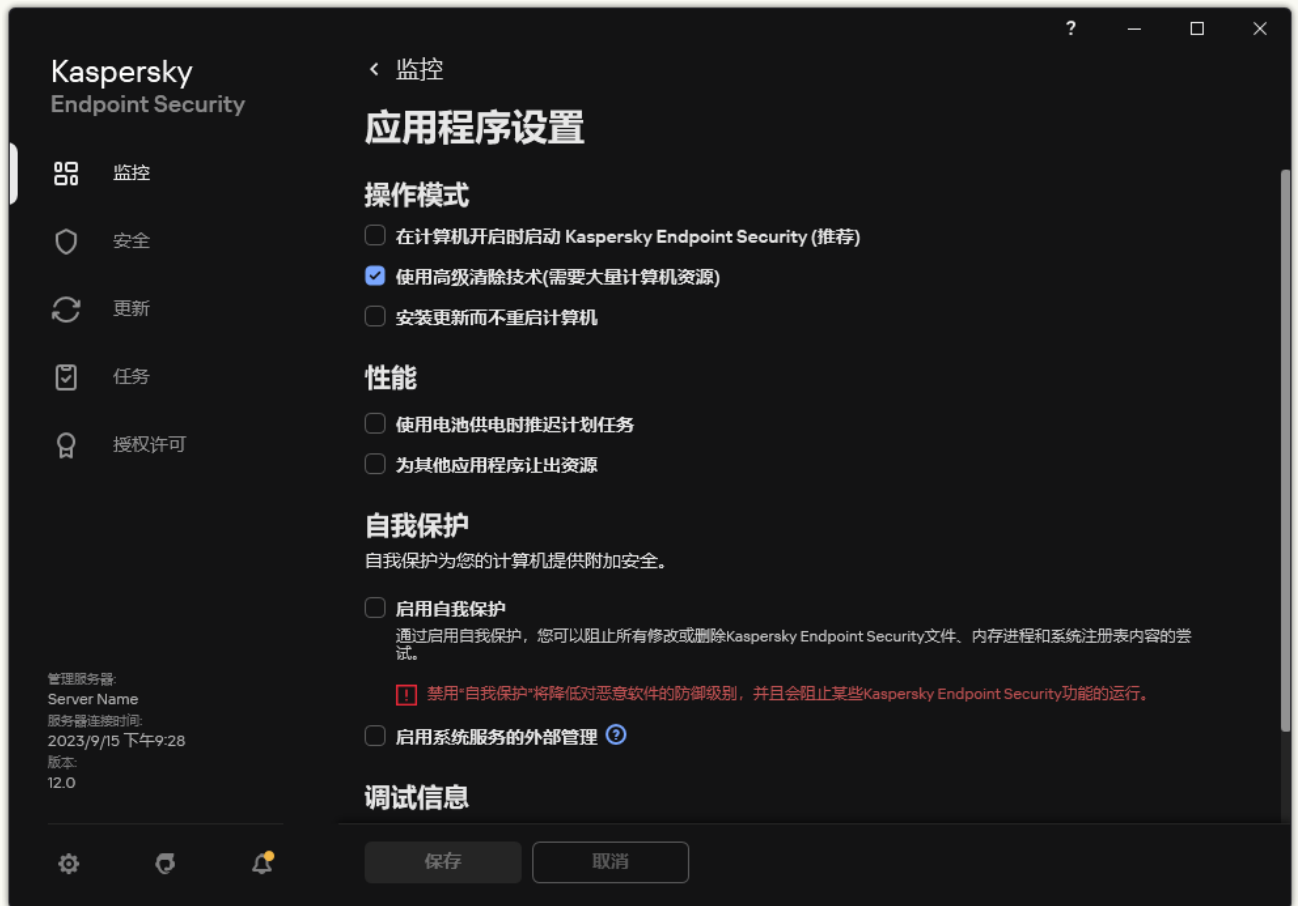 ?
Kaspersky
Endpoint Security
监控
安全
更新
任务
授权许可
管理服务器:
Server Name
服务器连接时间:
2023/9/15 下午9:28
版本:
12.0
监控
应用程序设置
操作模式
在计算机开启时启动 Kaspersky Endpoint Security (推荐)
使用高级清除技术(需要大量计算机资源)
安装更新而不重启计算机
性能
使用电池供电时推迟计划任务
为其他应用程序让出资源
自我保护
自我保护为您的计算机提供附加安全。
启用自我保护
通过启用自我保护，您可以阻止所有修改或删除Kaspersky Endpoint Security文件、内存进程和系统注册表内容的尝
试。
禁用“自我保护”将降低对恶意软件的防御级别，并且会阻止某些Kaspersky Endpoint Security功能的运行。
启用系统服务的外部管理 ?
调试信息
保存
取消